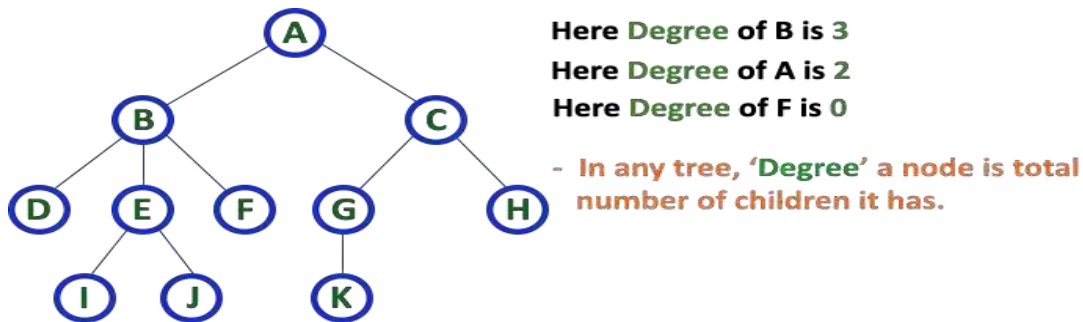 A
Here Degree of B is 3
Here Degree of A is 2
B
C
Here Degree of F is 0
- In any tree, ‘Degree’ a node is total
number of children it has.
D
E
F
G
H
I
J
K